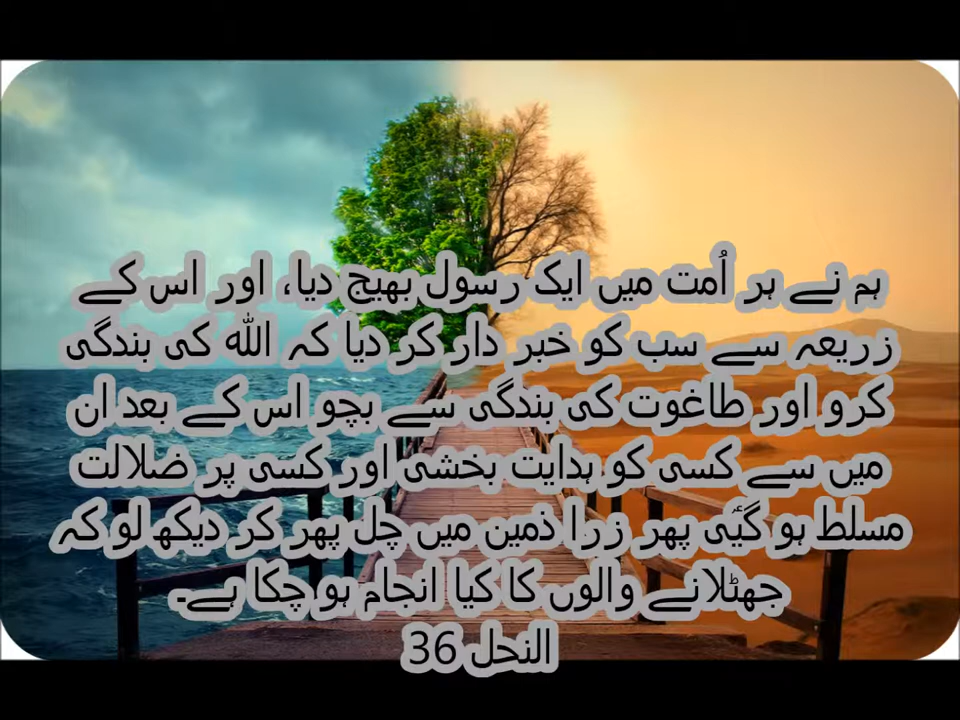 ہم نے ہر اُمت میں ایک رسول بھیج دیا، اور اس کے
زریعہ سے سب کو خبر دار کر دیا کہ اللہ کی بندگی
کرو اور طاغوت کی بندگی سے بچو اس کے بعد ان
میں سے کسی کو ہدایت بخشی اور کسی پر ضلالت
مسلط ہو گئی پھر زرا ذمین میں چل پھر کر دیکھ لو کہ
جھٹلانے والوں کا کیا انجام ہو چکا ہے۔
النحل 36